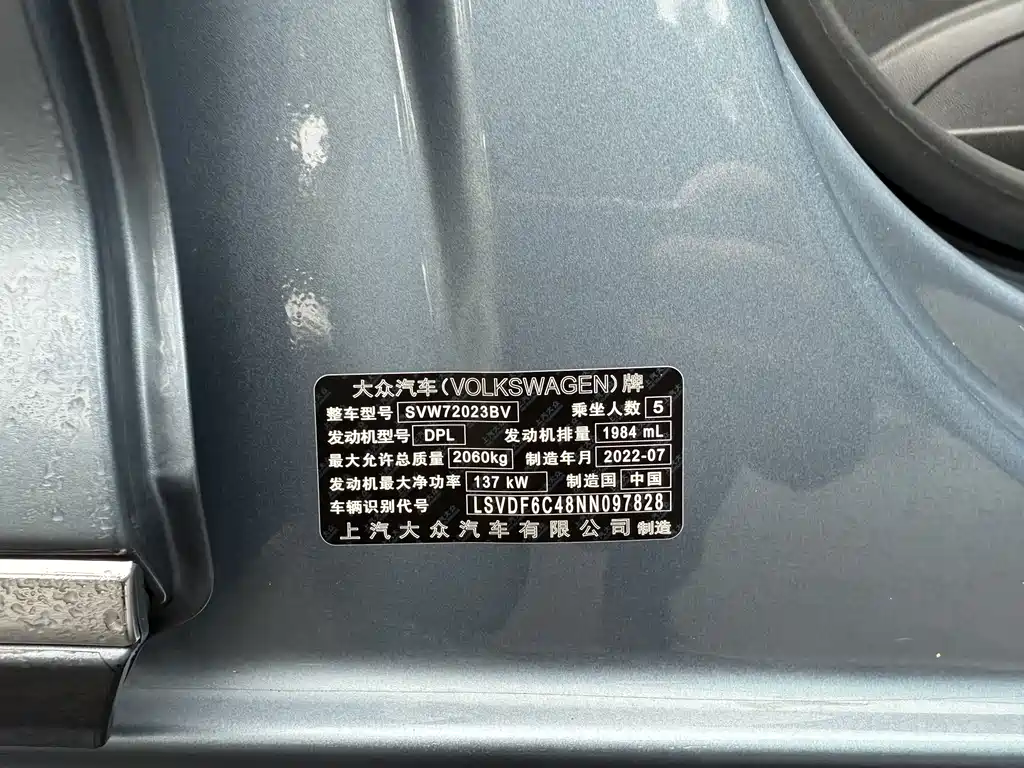 大众汽车(VOLKSWAGEN)牌
整车型号 SVW72023BV 乘坐人数 5
发动机型号 DPL 发动机排量 1984 mL
最大允许总质量 2060kg 制造年月 2022-07
发动机最大净功率 137 kW 制造国 中国
车辆识别代号 LSVDF6C48NN097828
上汽大众汽车有限公司 制造